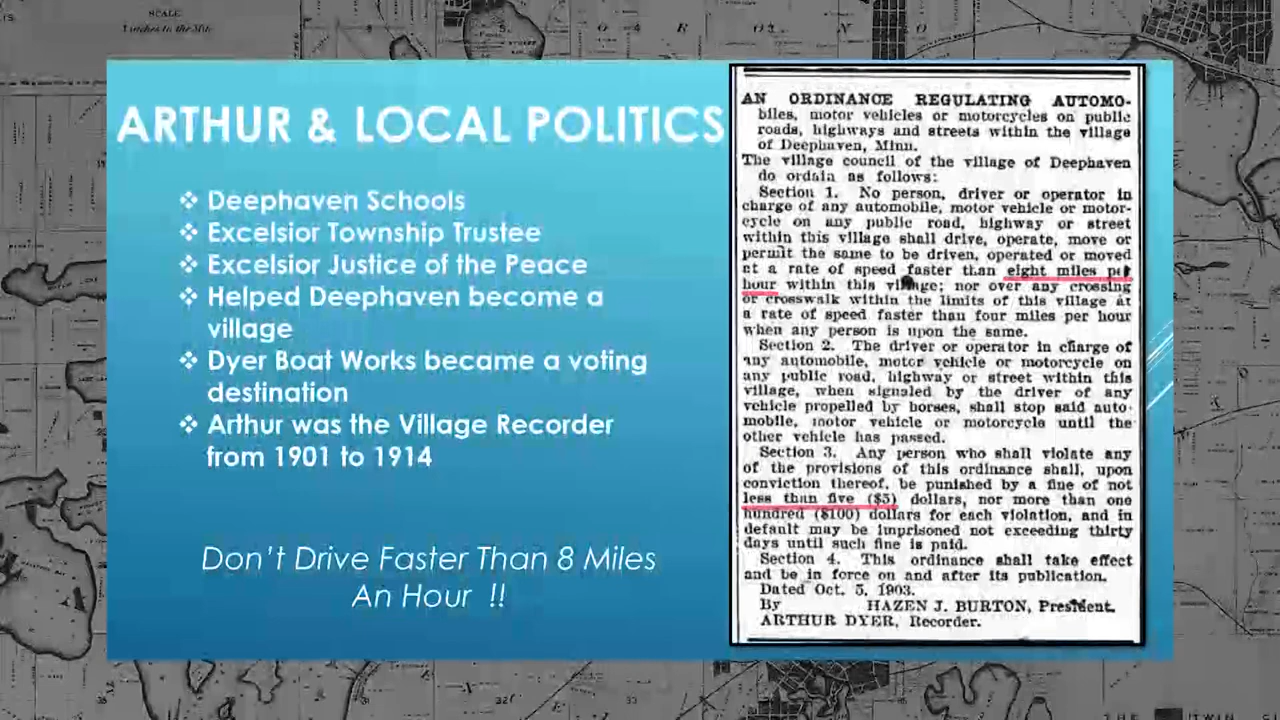 SCALE
2 inches to the Mile
ARTHUR & LOCAL POLITICS
❖ Deephaven Schools
❖ Excelsior Township Trustee
❖ Excelsior Justice of the Peace
❖ Helped Deephaven become a
village
❖ Dyer Boat Works became a voting
destination
❖ Arthur was the Village Recorder
from 1901 to 1914
Don't Drive Faster Than 8 Miles
An Hour !!
AN ORDINANCE REGULATING AUTOMO-
biles, motor vehicles or motorcycles on public
roads, highways and streets within the village
of Deephaven, Minn.
The village council of the village of Deephaven
do ordain as follows:
Section 1. No person, driver or operator in
charge of any automobile, motor vehicle or motor-
cycle on any public road, highway or street
within this village shall drive, operate, move or
permit the same to be driven, operated or moved
at a rate of speed faster than eight miles per
hour within this village; nor over any crossing
or crosswalk within the limits of this village at
a rate of speed faster than four miles per hour
when any person is upon the same.
Section 2. The driver or operator in charge of
any automobile, motor vehicle or motorcycle on
any public road, highway or street within this
village, when signaled by the driver of any
vehicle propelled by horses, shall stop said auto-
mobile, motor vehicle or motorcycle until the
other vehicle has passed.
Section 3. Any person who shall violate any
of the provisions of this ordinance shall, upon
conviction thereof, be punished by a fine of not
less than five ($5) dollars, nor more than one
hundred ($100) dollars for each violation, and in
default may be imprisoned not exceeding thirty
days until such fine is paid.
Section 4. This ordinance shall take effect
and be in force on and after its publication.
Dated Oct. 5, 1903.
By HAZEN J. BURTON, President.
ARTHUR DYER, Recorder.